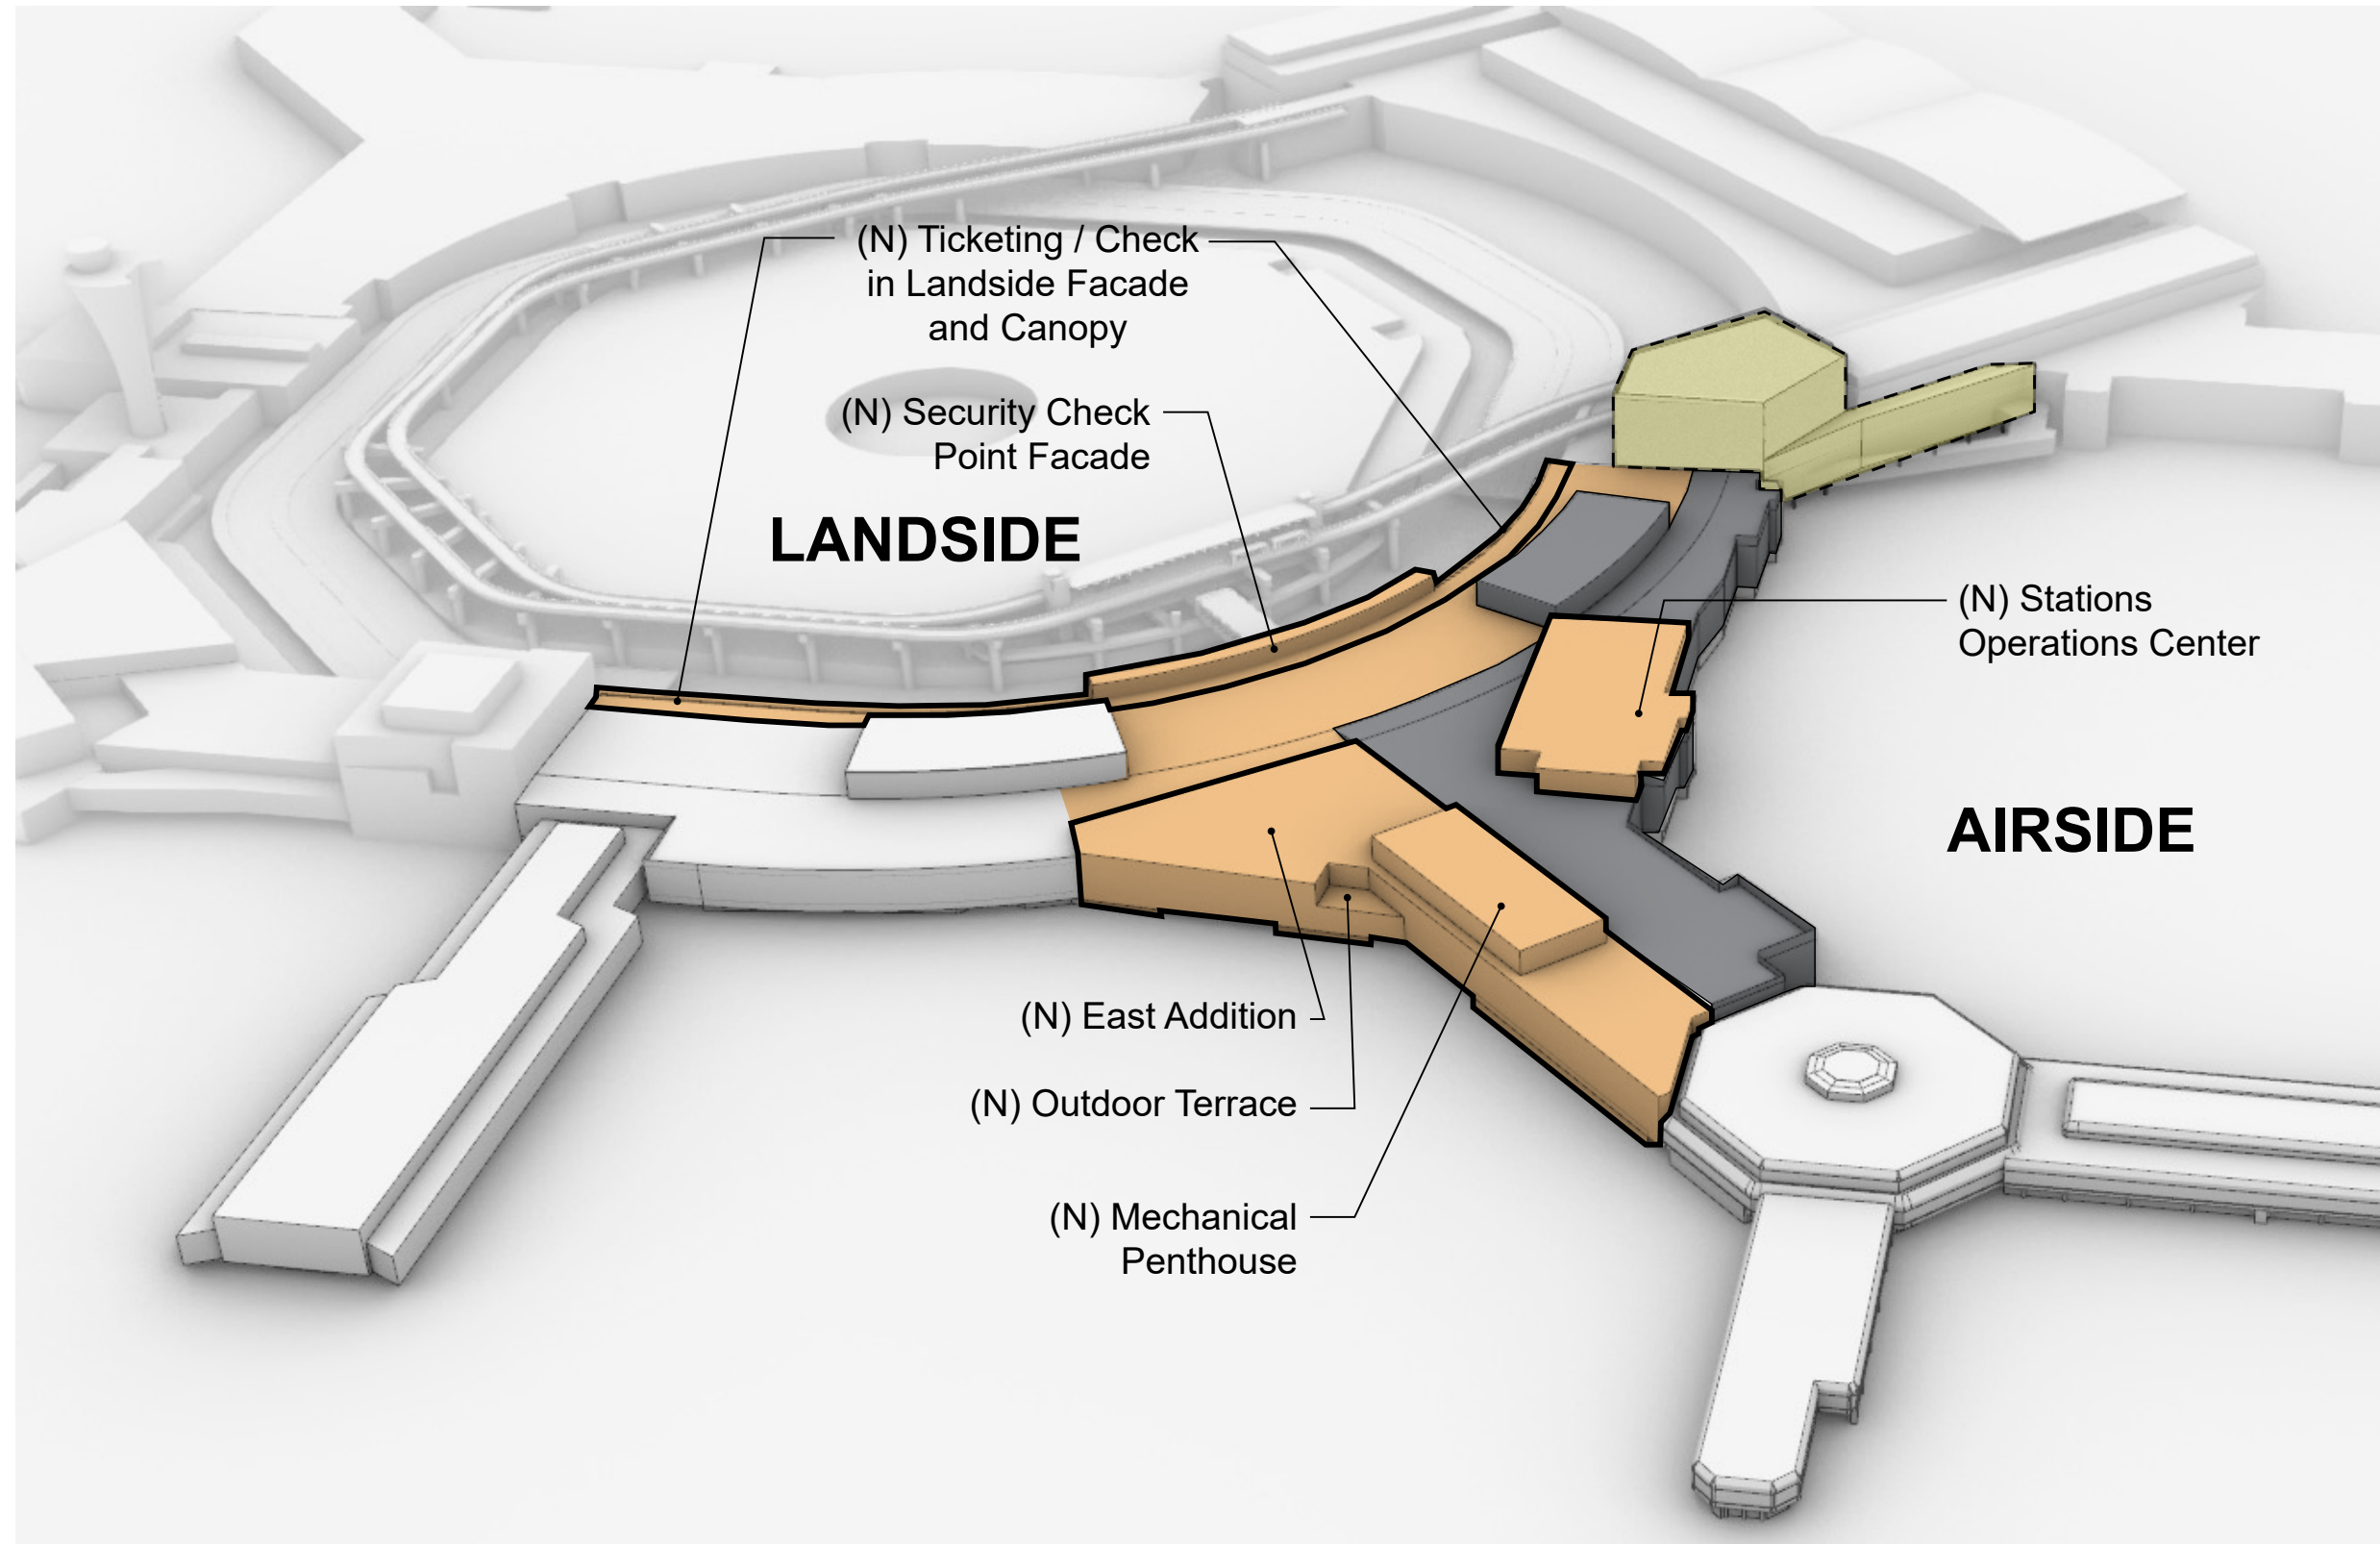 (N) Ticketing / Check
in Landside Facade
and Canopy
(N) Security Check
Point Facade
LANDSIDE
(N) Stations
Operations Center
AIRSIDE
(N) East Addition
(N) Outdoor Terrace
(N) Mechanical
Penthouse